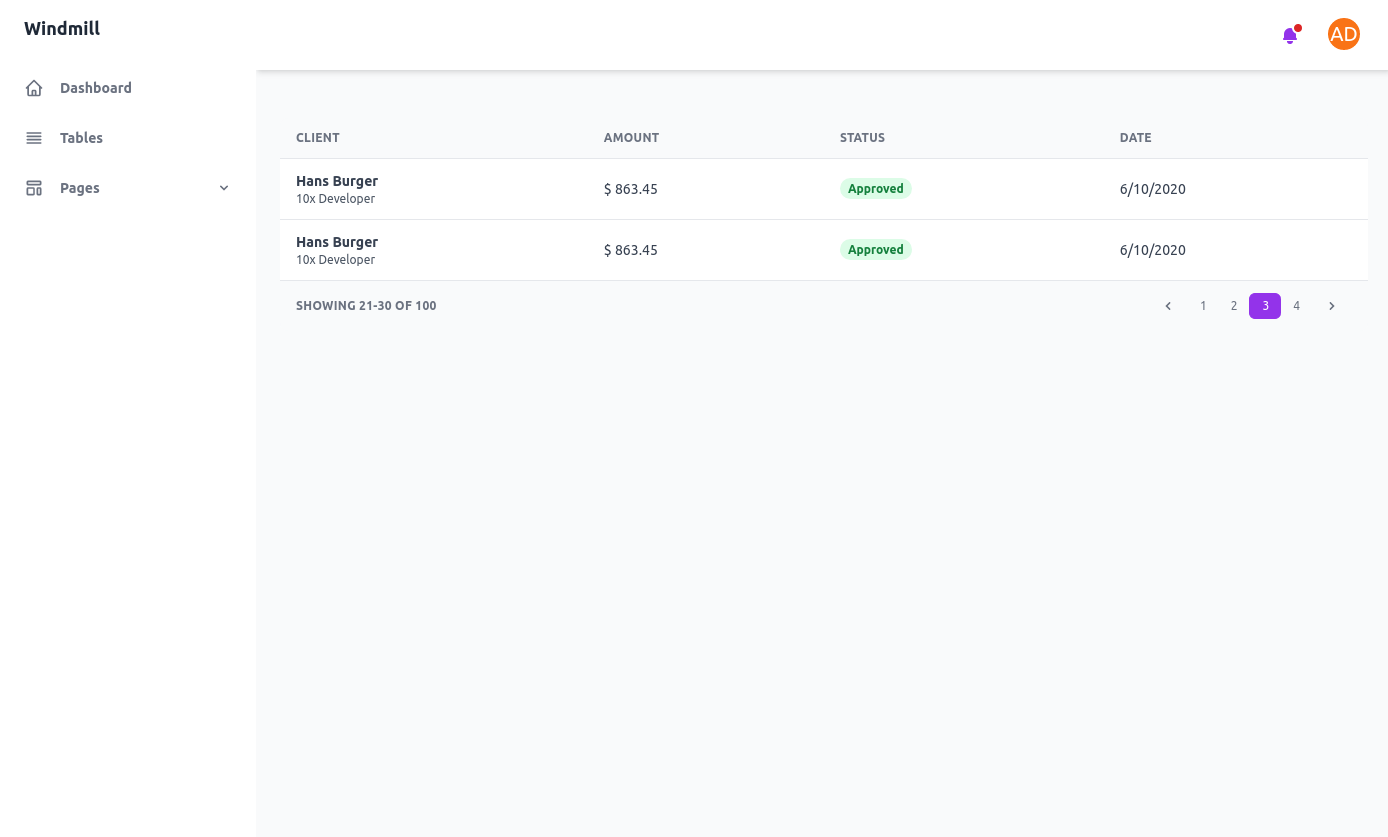 Windmill
AD
Dashboard
Tables
Pages
CLIENT AMOUNT STATUS DATE
Hans Burger
10x Developer
$ 863.45 Approved 6/10/2020
Hans Burger
10x Developer
$ 863.45 Approved 6/10/2020
SHOWING 21-30 OF 100 1 2 3 4